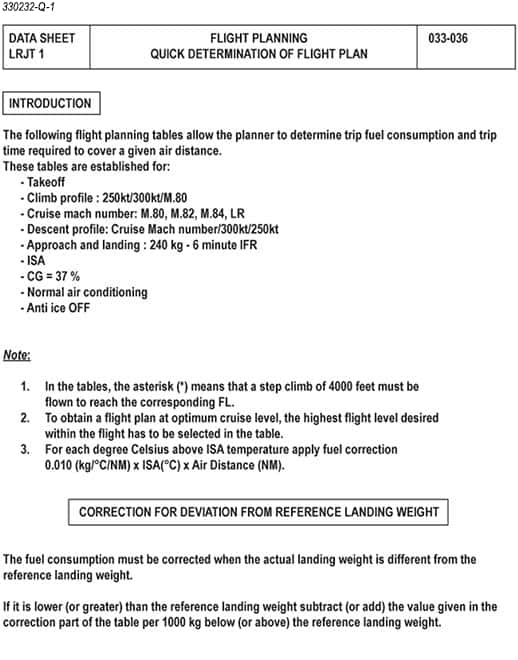 330232-Q-1
DATA SHEET
LRJT 1
FLIGHT PLANNING
QUICK DETERMINATION OF FLIGHT PLAN
033-036
INTRODUCTION
The following flight planning tables allow the planner to determine trip fuel consumption and trip
time required to cover a given air distance.
These tables are established for:
- Takeoff
- Climb profile : 250kt/300kt/M.80
- Cruise mach number: M.80, M.82, M.84, LR
- Descent profile: Cruise Mach number/300kt/250kt
- Approach and landing : 240 kg - 6 minute IFR
- ISA
- CG = 37 %
- Normal air conditioning
- Anti ice OFF
Note:
1. In the tables, the asterisk (*) means that a step climb of 4000 feet must be
flown to reach the corresponding FL.
2. To obtain a flight plan at optimum cruise level, the highest flight level desired
within the flight has to be selected in the table.
3. For each degree Celsius above ISA temperature apply fuel correction
0.010 (kg/°C/NM) x ISA(°C) x Air Distance (NM).
CORRECTION FOR DEVIATION FROM REFERENCE LANDING WEIGHT
The fuel consumption must be corrected when the actual landing weight is different from the
reference landing weight.
If it is lower (or greater) than the reference landing weight subtract (or add) the value given in the
correction part of the table per 1000 kg below (or above) the reference landing weight.